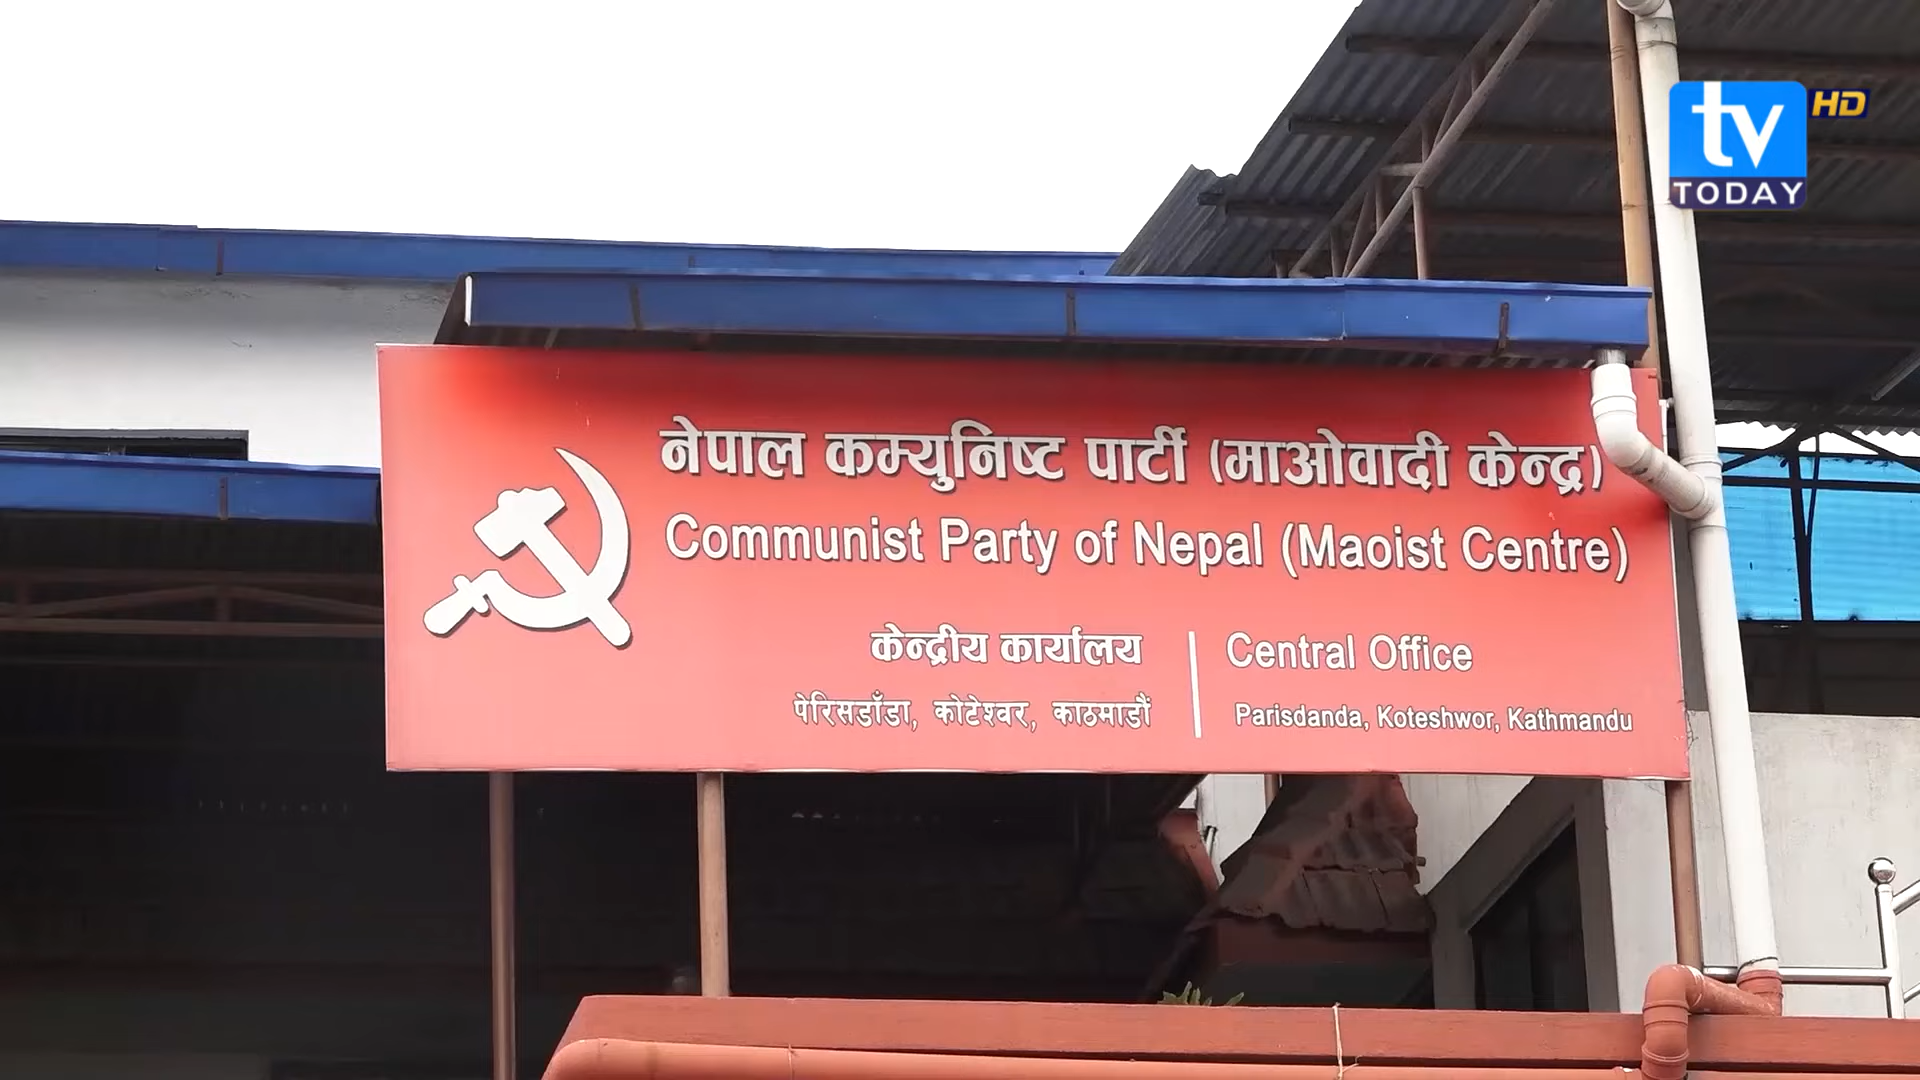 tv HD
TODAY
नेपाल कम्युनिष्ट पार्टी (माओवादी केन्द्र)
Communist Party of Nepal (Maoist Centre)
केन्द्रीय कार्यालय
पेरिसडाँडा, कोटेश्वर, काठमाडौं
Central Office
Parisdanda, Koteshwor, Kathmandu